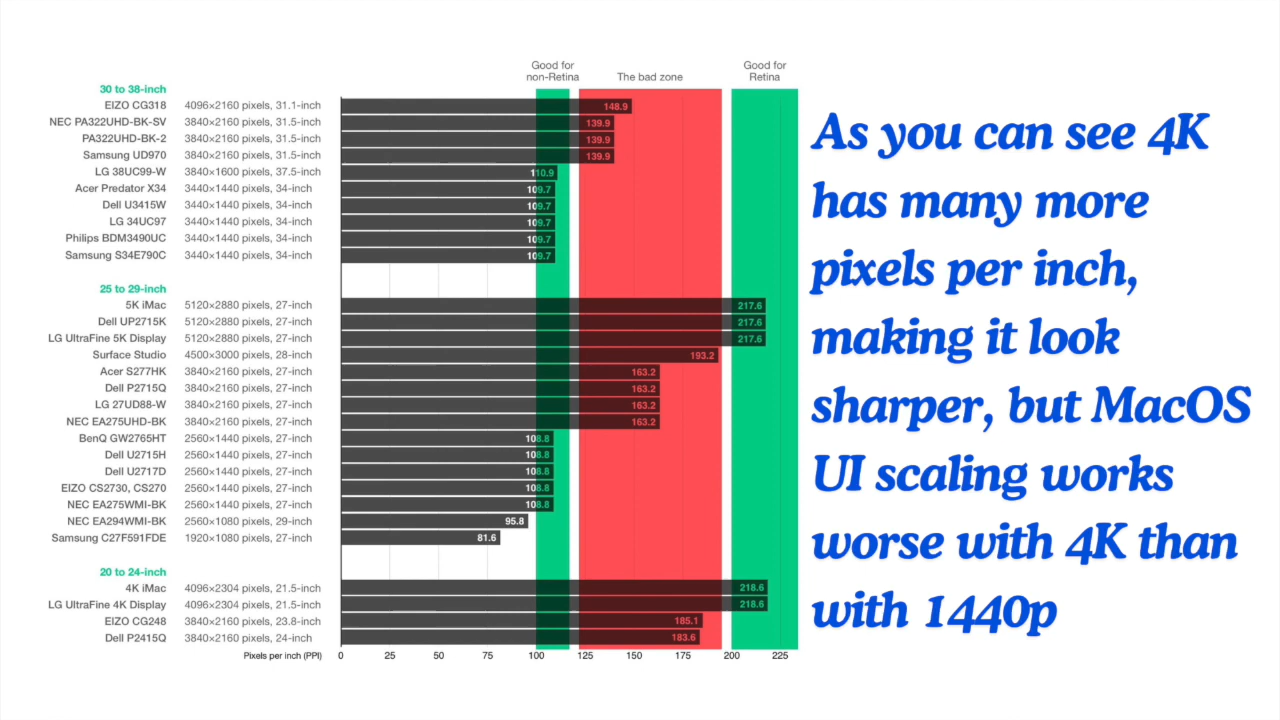 Good for
non-Retina
The bad zone
Good for
Retina
30 to 38-inch
EIZO CG318 4096×2160 pixels, 31.1-inch 148.9
NEC PA322UHD-BK-SV 3840×2160 pixels, 31.5-inch 139.9
PA322UHD-BK-2 3840×2160 pixels, 31.5-inch 139.9
Samsung UD970 3840×2160 pixels, 31.5-inch 139.9
LG 38UC99-W 3840×1600 pixels, 37.5-inch 110.9
Acer Predator X34 3440×1440 pixels, 34-inch 109.7
Dell U3415W 3440×1440 pixels, 34-inch 109.7
LG 34UC97 3440×1440 pixels, 34-inch 109.7
Philips BDM3490UC 3440×1440 pixels, 34-inch 109.7
Samsung S34E790C 3440×1440 pixels, 34-inch 109.7
25 to 29-inch
5K iMac 5120×2880 pixels, 27-inch 217.6
Dell UP2715K 5120×2880 pixels, 27-inch 217.6
LG UltraFine 5K Display 5120×2880 pixels, 27-inch 217.6
Surface Studio 4500×3000 pixels, 28-inch 193.2
Acer S277HK 3840×2160 pixels, 27-inch 163.2
Dell P2715Q 3840×2160 pixels, 27-inch 163.2
LG 27UD88-W 3840×2160 pixels, 27-inch 163.2
NEC EA275UHD-BK 3840×2160 pixels, 27-inch 163.2
BenQ GW2765HT 2560×1440 pixels, 27-inch 108.8
Dell U2715H 2560×1440 pixels, 27-inch 108.8
Dell U2717D 2560×1440 pixels, 27-inch 108.8
EIZO CS2730, CS270 2560×1440 pixels, 27-inch 108.8
NEC EA275WMI-BK 2560×1440 pixels, 27-inch 108.8
NEC EA294WMI-BK 2560×1080 pixels, 29-inch 95.8
Samsung C27F591FDE 1920×1080 pixels, 27-inch 81.6
20 to 24-inch
4K iMac 4096×2304 pixels, 21.5-inch 218.6
LG UltraFine 4K Display 4096×2304 pixels, 21.5-inch 218.6
EIZO CG248 3840×2160 pixels, 23.8-inch 185.1
Dell P2415Q 3840×2160 pixels, 24-inch 183.6
Pixels per inch (PPI) 0 25 50 75 100 125 150 175 200 225
As you can see 4K
has many more
pixels per inch,
making it look
sharper, but MacOS
UI scaling works
worse with 4K than
with 1440p